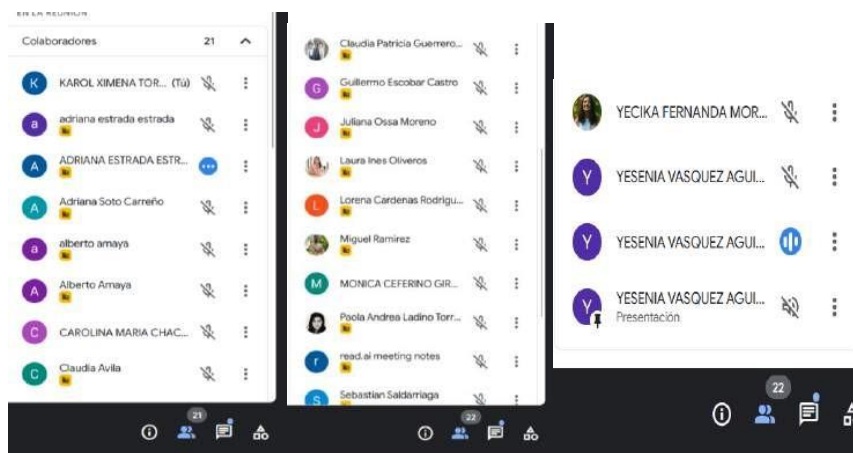 EN LA REUNIÓN
Colaboradores 21
K KAROL XIMENA TOR... (Tú)
a adriana estrada estrada
A ADRIANA ESTRADA ESTR...
A Adriana Soto Carreño
a alberto amaya
A Alberto Amaya
C CAROLINA MARIA CHAC...
C Claudia Avila
21
Claudia Patricia Guerrero...
G Guillermo Escobar Castro
J Juliana Ossa Moreno
Laura Ines Oliveros
L Lorena Cardenas Rodrigu...
Miguel Ramirez
M MONICA CEFERINO GIR...
Paola Andrea Ladino Torr...
r read.ai meeting notes
S Sebastian Saldarriaga
22
YECIKA FERNANDA MOR...
Y YESENIA VASQUEZ AGUI...
Y YESENIA VASQUEZ AGUI...
Y YESENIA VASQUEZ AGUI...
Presentación
22